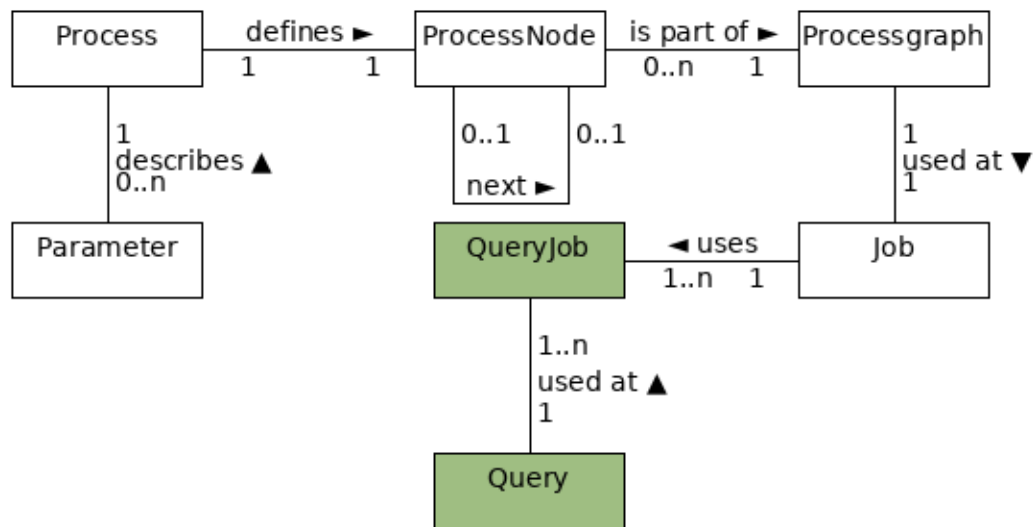 Process
defines ►
ProcessNode
is part of ►
Processgraph
1
1
0..n
1
1
describes ▲
0..n
0..1
0..1
next ►
1
used at ▼
1
Parameter
QueryJob
◄ uses
1..n
1
Job
1..n
used at ▲
1
Query